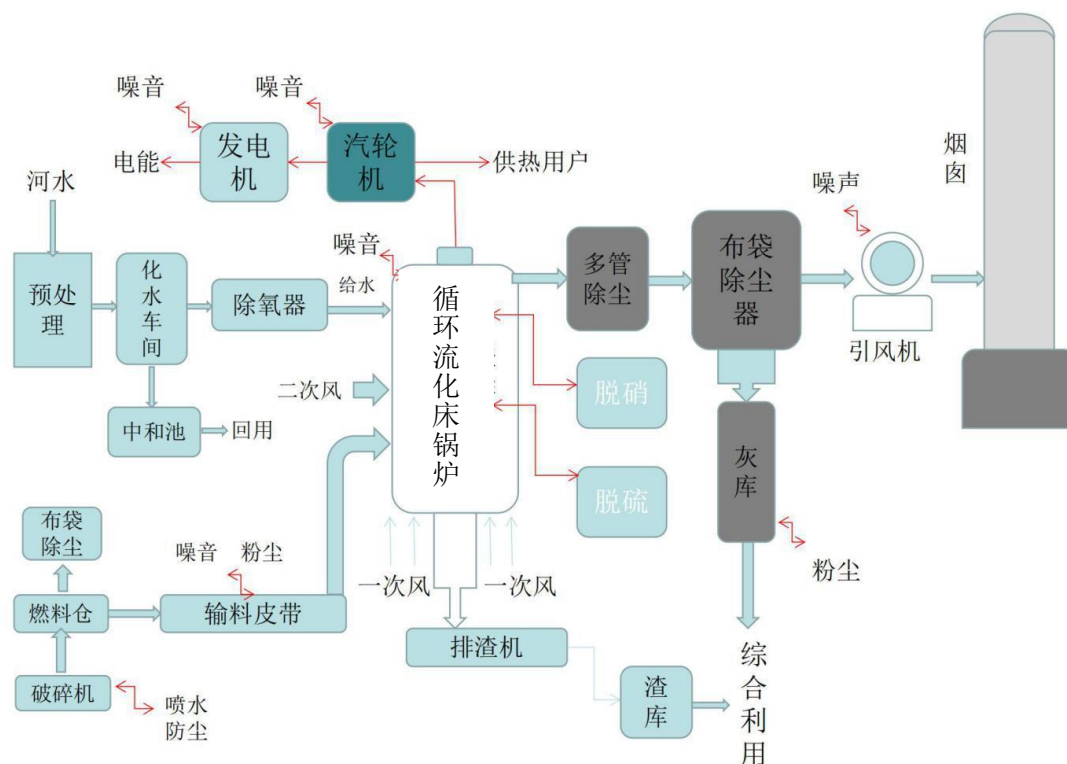 噪音
噪音
发电
机
汽轮
机
电能
供热用户
河水
噪音
噪声
烟
囱
预处
理
化
水车
间
除氧器
给水
循
环
流
化
床
锅
炉
多管
除尘
布袋
除尘
器
引风机
二次风
脱硝
中和池
回用
脱硫
灰
库
布袋
除尘
噪音 粉尘
一次风
一次风
粉尘
燃料仓
输料皮带
排渣机
破碎机
喷水
防尘
渣
库
综
合
利
用